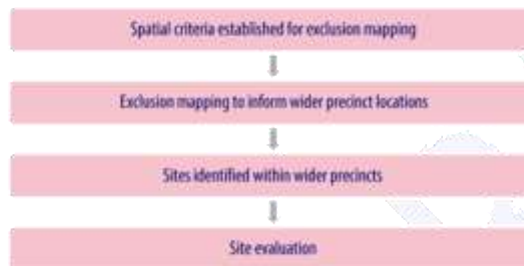 Spatial criteria established for exclusion mapping
Exclusion mapping to inform wider precinct locations
Sites identified within wider precincts
Site evaluation